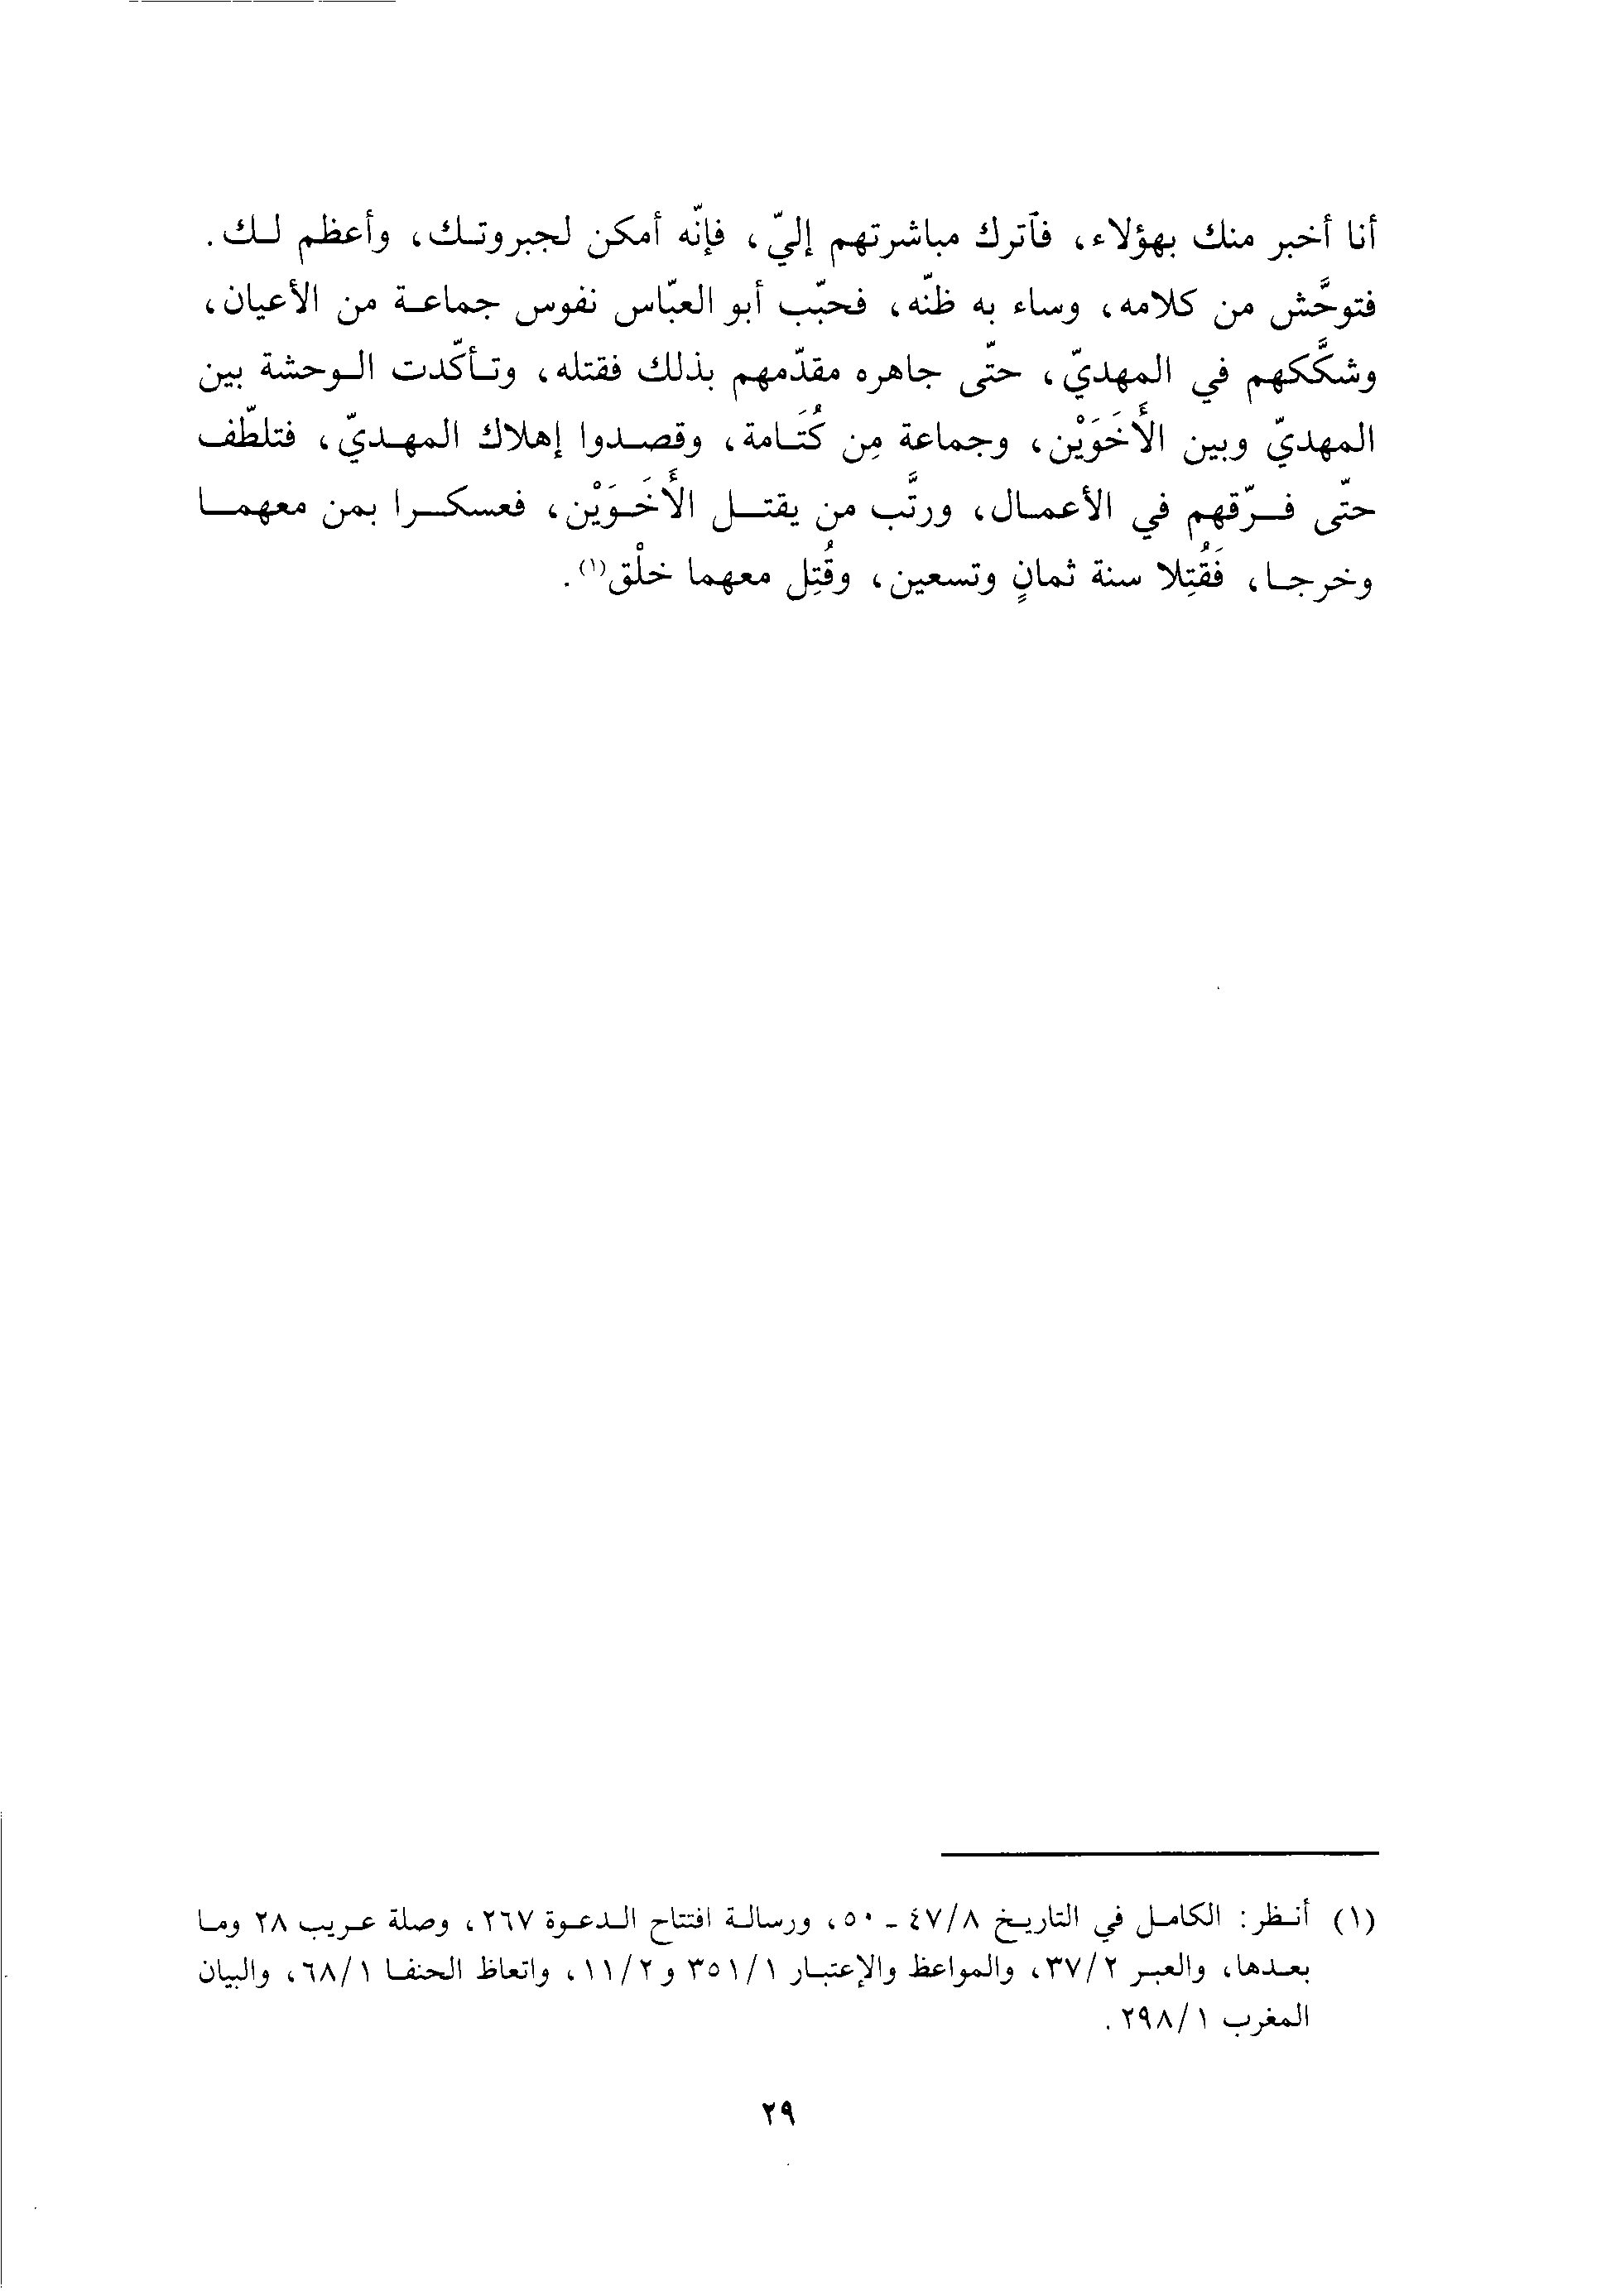 أنا أخبر منك بهؤلاء، فآترك مباشرتهم إليّ، فإنّه أمكن لجبروتك، وأعظم لك.
فتوحَّش من كلامه، وساء به ظنّه، فحبّب أبو العبّاس نفوس جماعة من الأعيان،
وشكَّككهم في المهديّ، حتّى جاهره مقدّمهم بذلك فقتله، وتأكّدت الوحشة بين
المهديّ وبين الأَخَوَيْن، وجماعة مِن كُتَامة، وقصدوا إهلاك المهديّ، فتلطّف
حتّى فرّقهم في الأعمال، ورتَّب من يقتل الأَخَوَيْن، فعسكرا بمن معهما
وخرجا، فَقُتِلا سنة ثمانٍ وتسعين، وقُتِل معهما خلْق(١).
(١) أنظر: الكامل في التاريخ ٤٧/٨ - ٥٠، ورسالة افتتاح الدعوة ٢٦٧، وصلة عريب ٢٨ وما
بعدها، والعبر ٣٧/٢، والمواعظ والإعتبار ٣٥١/١ و ١١/٢، واتعاظ الحنفا ٦٨/١، والبيان
المغرب ٢٩٨/١.
٢٩